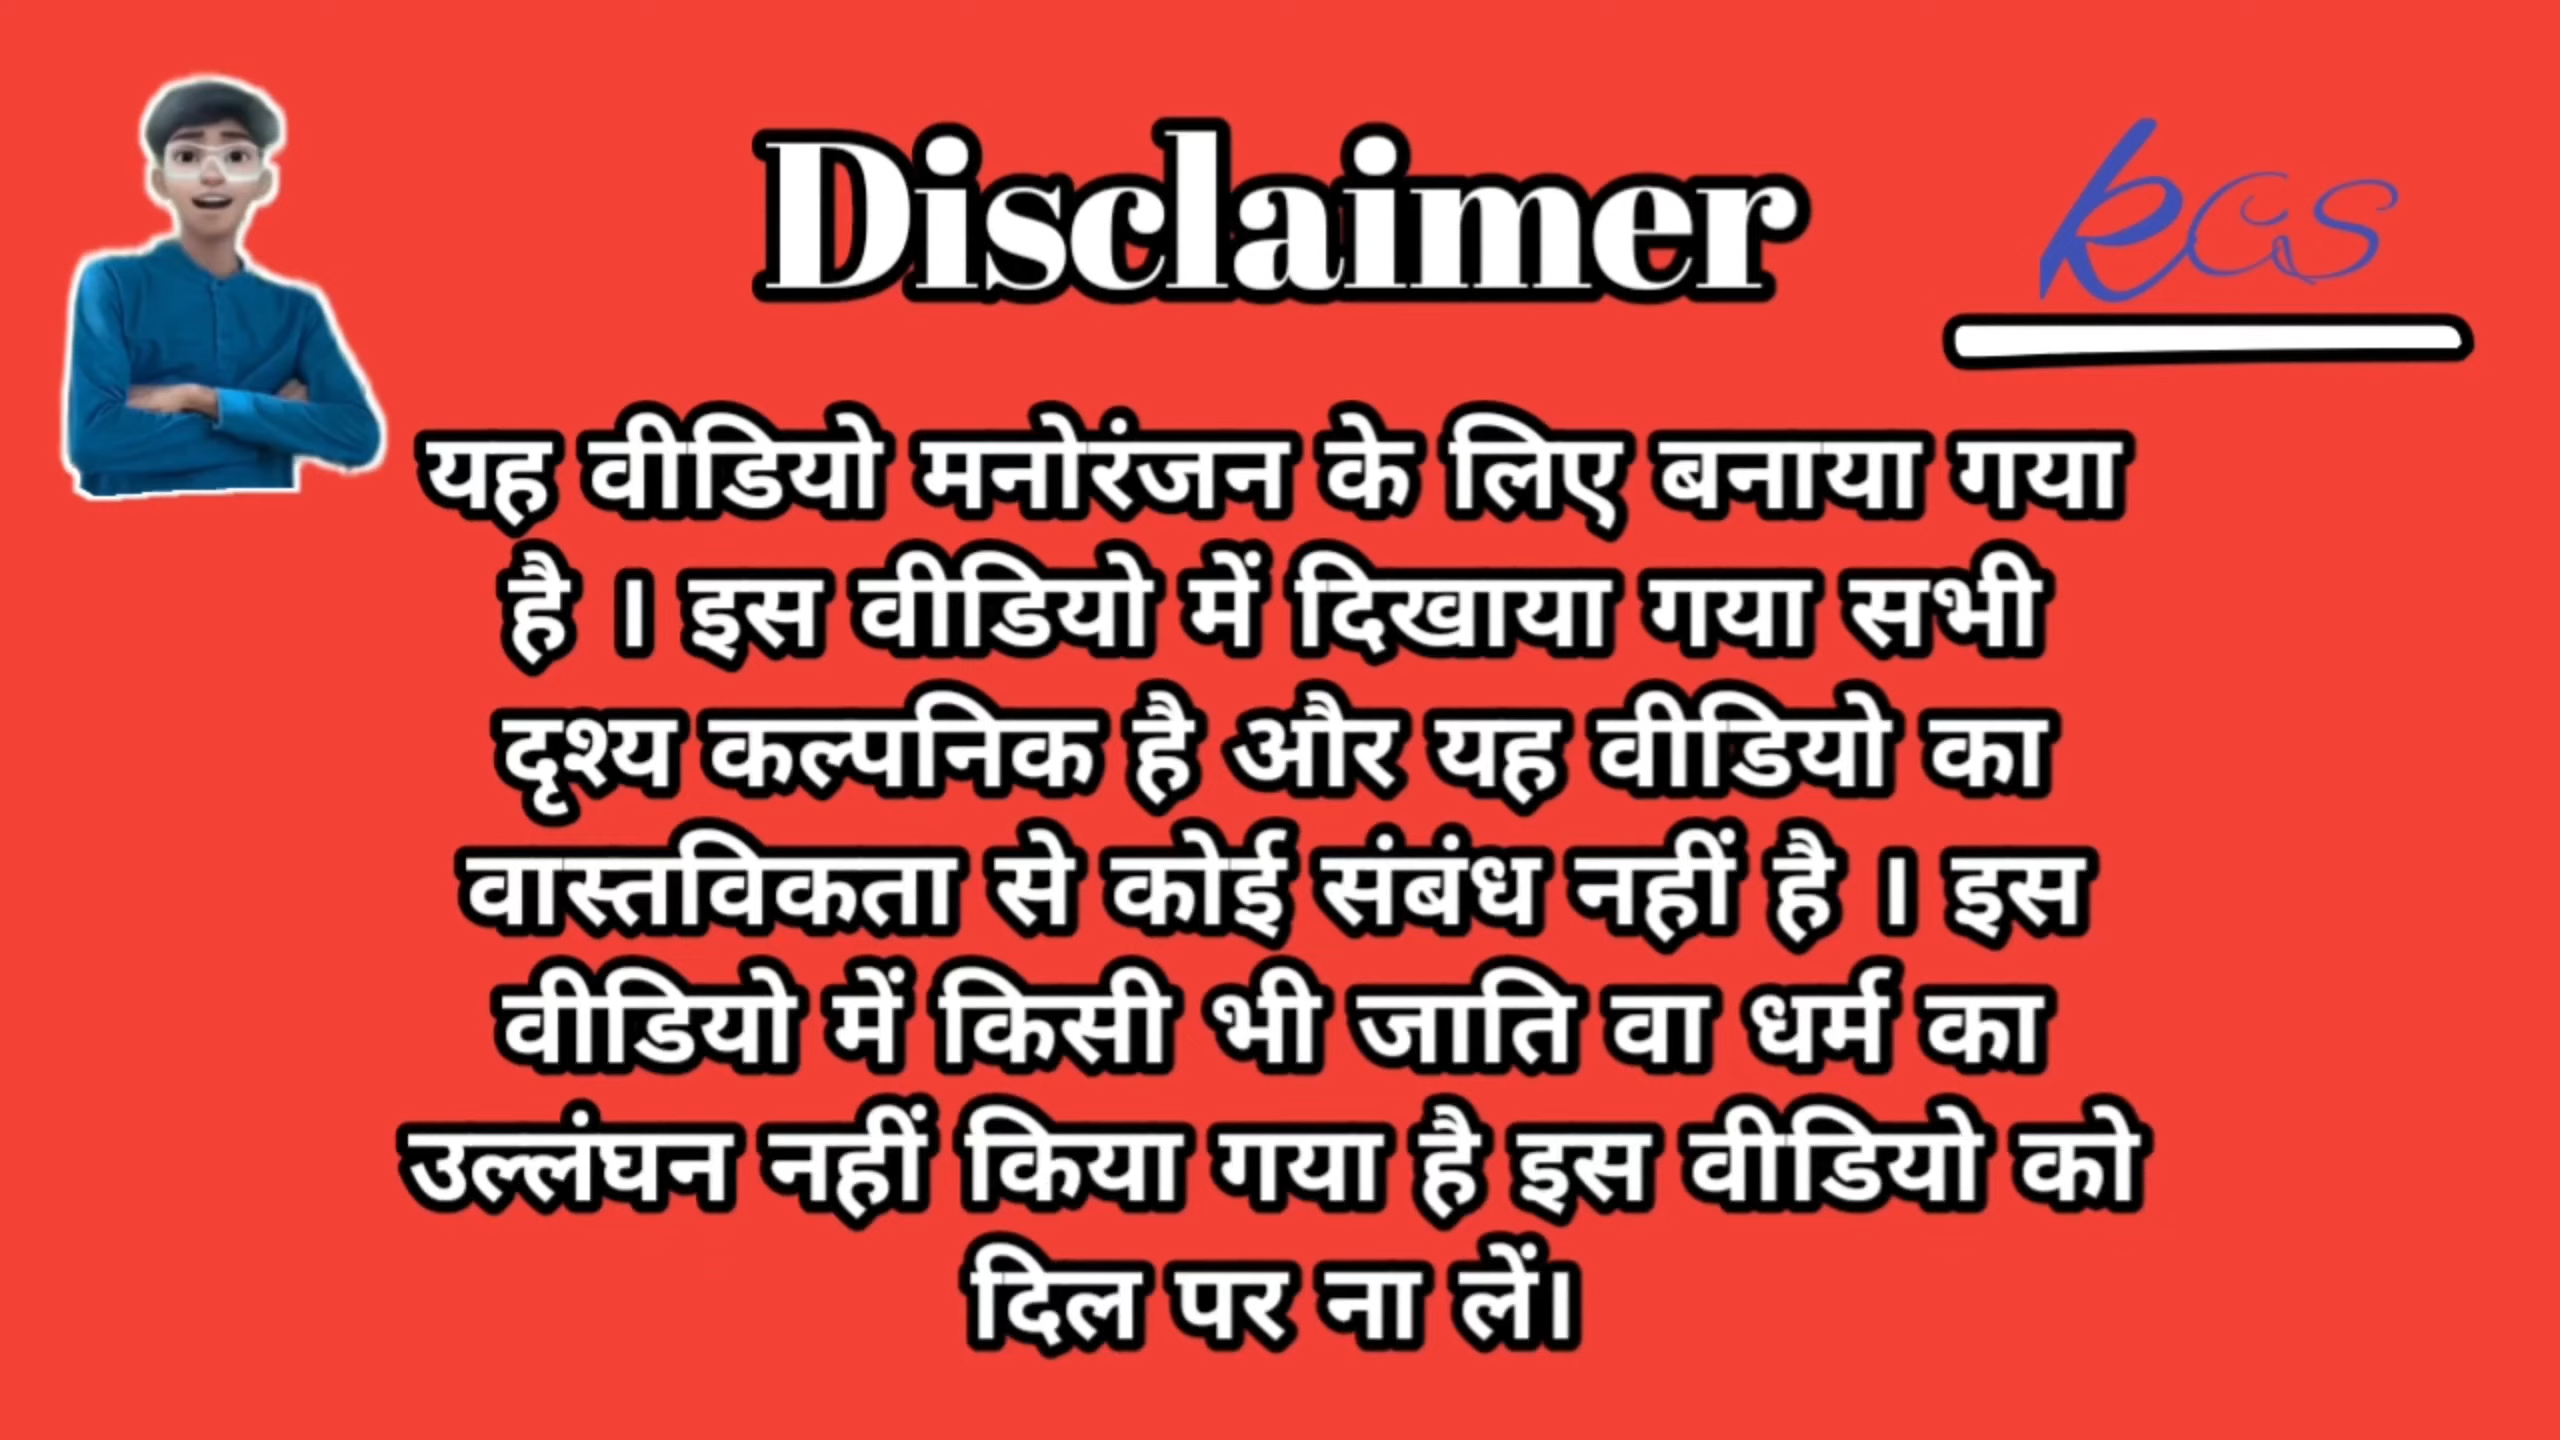 Disclaimer
kGs
यह वीडियो मनोरंजन के लिए बनाया गया
है । इस वीडियो में दिखाया गया सभी
दृश्य कल्पनिक है और यह वीडियो का
वास्तविकता से कोई संबंध नहीं है । इस
वीडियो में किसी भी जाति वा धर्म का
उल्लंघन नहीं किया गया है इस वीडियो को
दिल पर ना लें।